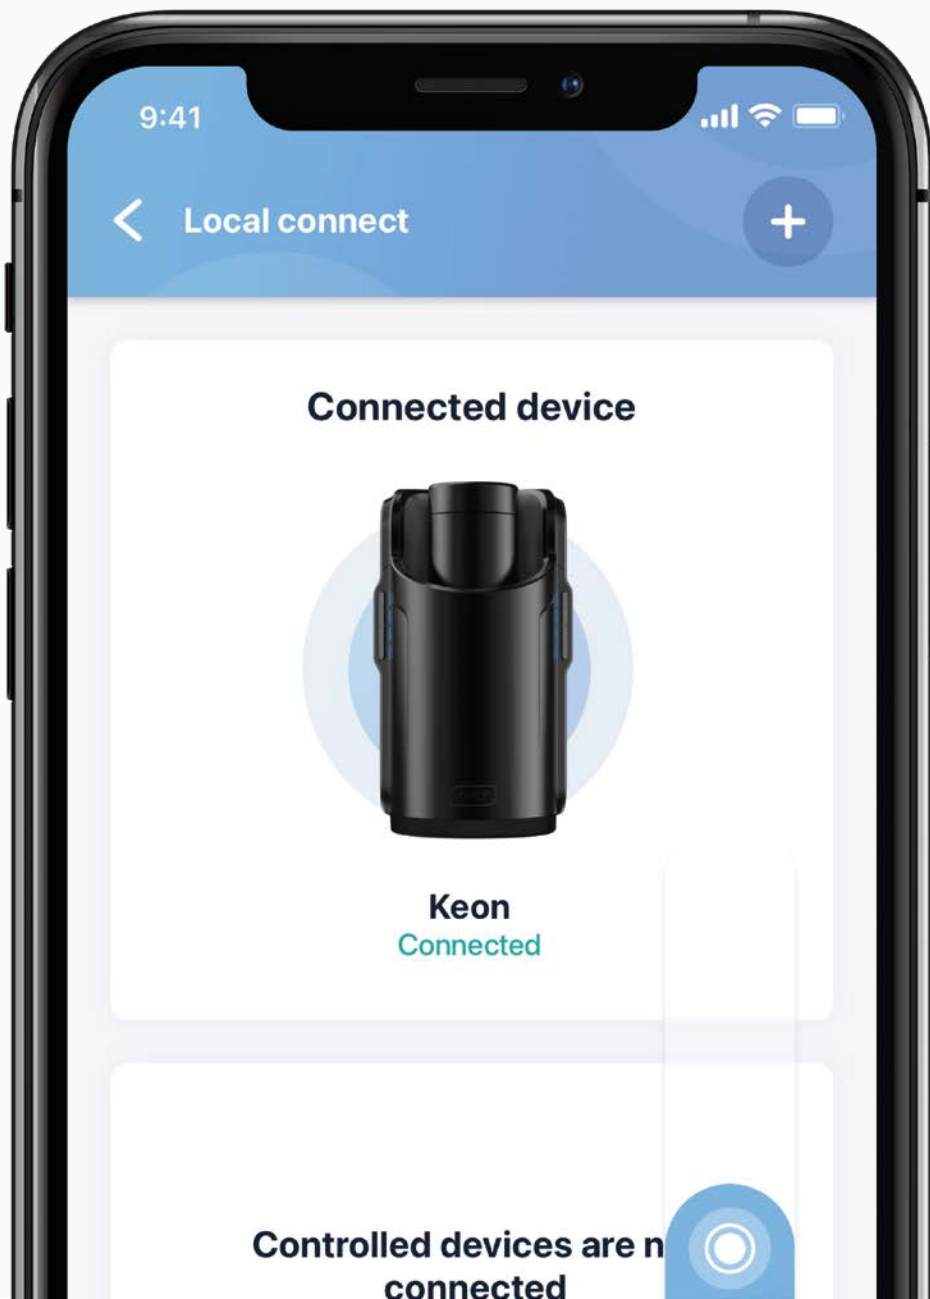 9:41
Local connect
Connected device
Keon
Connected
Controlled devices are n
connected